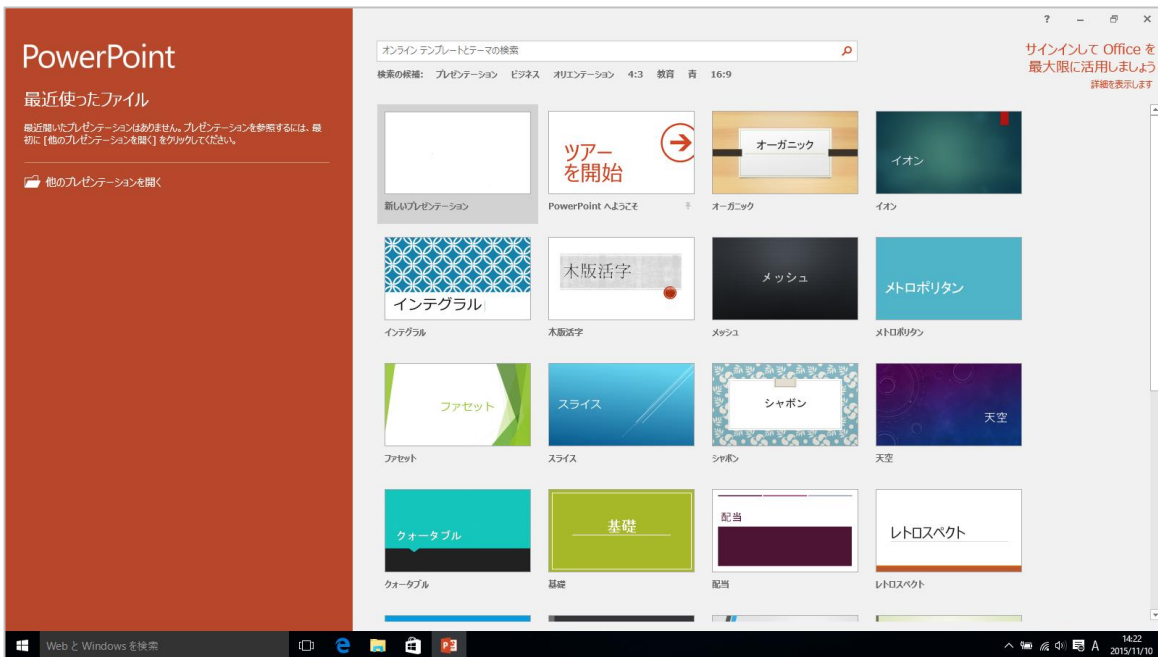 PowerPoint
最近使ったファイル
最近開いたプレゼンテーションはありません。プレゼンテーションを参照するには、最
初に [他のプレゼンテーションを開く] をクリックしてください。
他のプレゼンテーションを開く
?
サインインして Office を
最大限に活用しましょう
詳細を表示します
オンライン テンプレートとテーマの検索
検索の候補: プレゼンテーション ビジネス オリエンテーション 4:3 教育 青 16:9
新しいプレゼンテーション
ツアー
を開始
PowerPoint へようこそ
オーガニック
オーガニック
イオン
イオン
インテグラル
インテグラル
木版活字
木版活字
メッシュ
メッシュ
メトロポリタン
メトロポリタン
ファセット
ファセット
スライス
スライス
シャボン
シャボン
天空
天空
クォータブル
クォータブル
基礎
基礎
配当
配当
レトロスペクト
レトロスペクト
Web と Windows を検索
A
14:22
2015/11/10